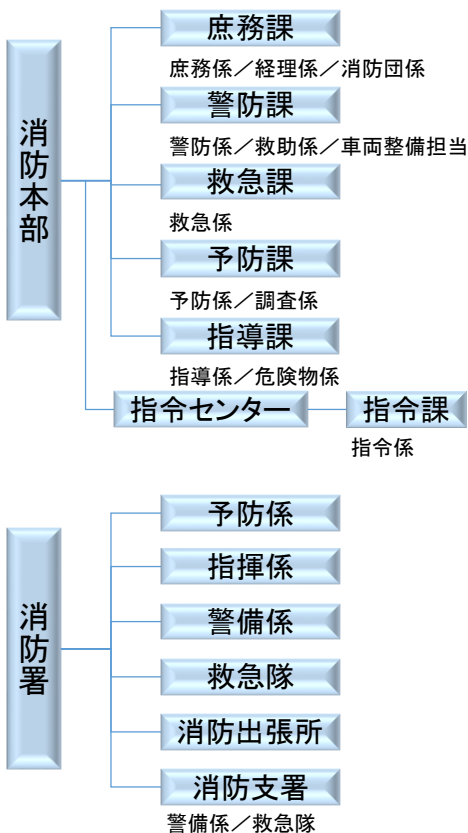 消防本部
庶務課
庶務係／経理係／消防団係
警防課
警防係／救助係／車両整備担当
救急課
救急係
予防課
予防係／調査係
指導課
指導係／危険物係
指令センター
指令課
指令係
消防署
予防係
指揮係
警備係
救急隊
消防出張所
消防支署
警備係／救急隊